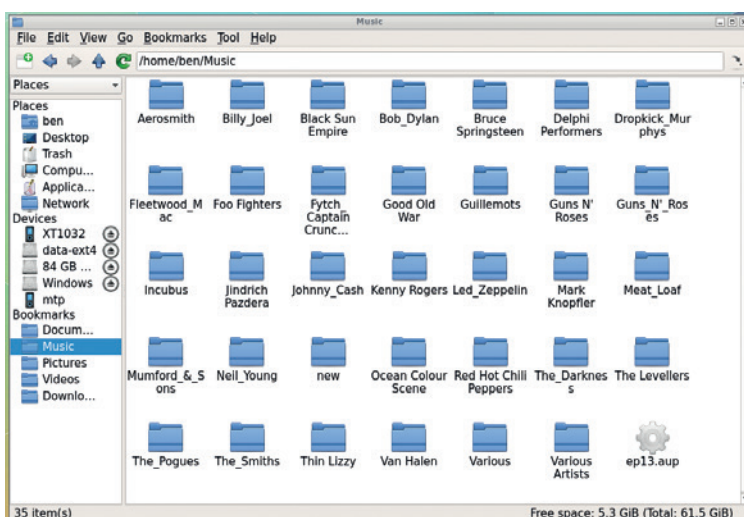 Music
File Edit View Go Bookmarks Tool Help
/home/ben/Music
Places
Places
ben
Desktop
Trash
Compu...
Applica...
Network
Devices
XT1032
data-ext4
84 GB ...
Windows
mtp
Bookmarks
Docum...
Music
Pictures
Videos
Downlo...
Aerosmith
Billy_Joel
Black Sun
Empire
Bob_Dylan
Bruce
Springsteen
Delphi
Performers
Dropkick_Mur
phys
Fleetwood_M
ac
Foo Fighters
Fytch_
Captain
Crunc...
Good Old
War
Guillemots
Guns N'
Roses
Guns_N'_Ros
es
Incubus
Jindrich
Pazdera
Johnny_Cash
Kenny Rogers
Led_Zeppelin
Mark
Knopfler
Meat_Loaf
Mumford_&_S
ons
Neil_Young
new
Ocean Colour
Scene
Red Hot Chili
Peppers
The_Darknes
s
The Levellers
The_Pogues
The_Smiths
Thin Lizzy
Van Halen
Various
Various
Artists
ep13.aup
35 item(s)
Free space: 5.3 GiB (Total: 61.5 GiB)